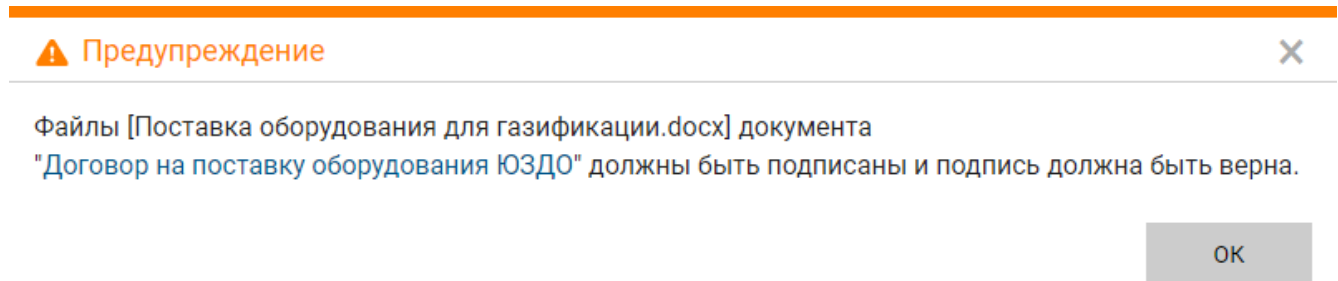 Предупреждение
Файлы [Поставка оборудования для газификации.docx] документа
"Договор на поставку оборудования ЮЗДО" должны быть подписаны и подпись должна быть верна.
ОК